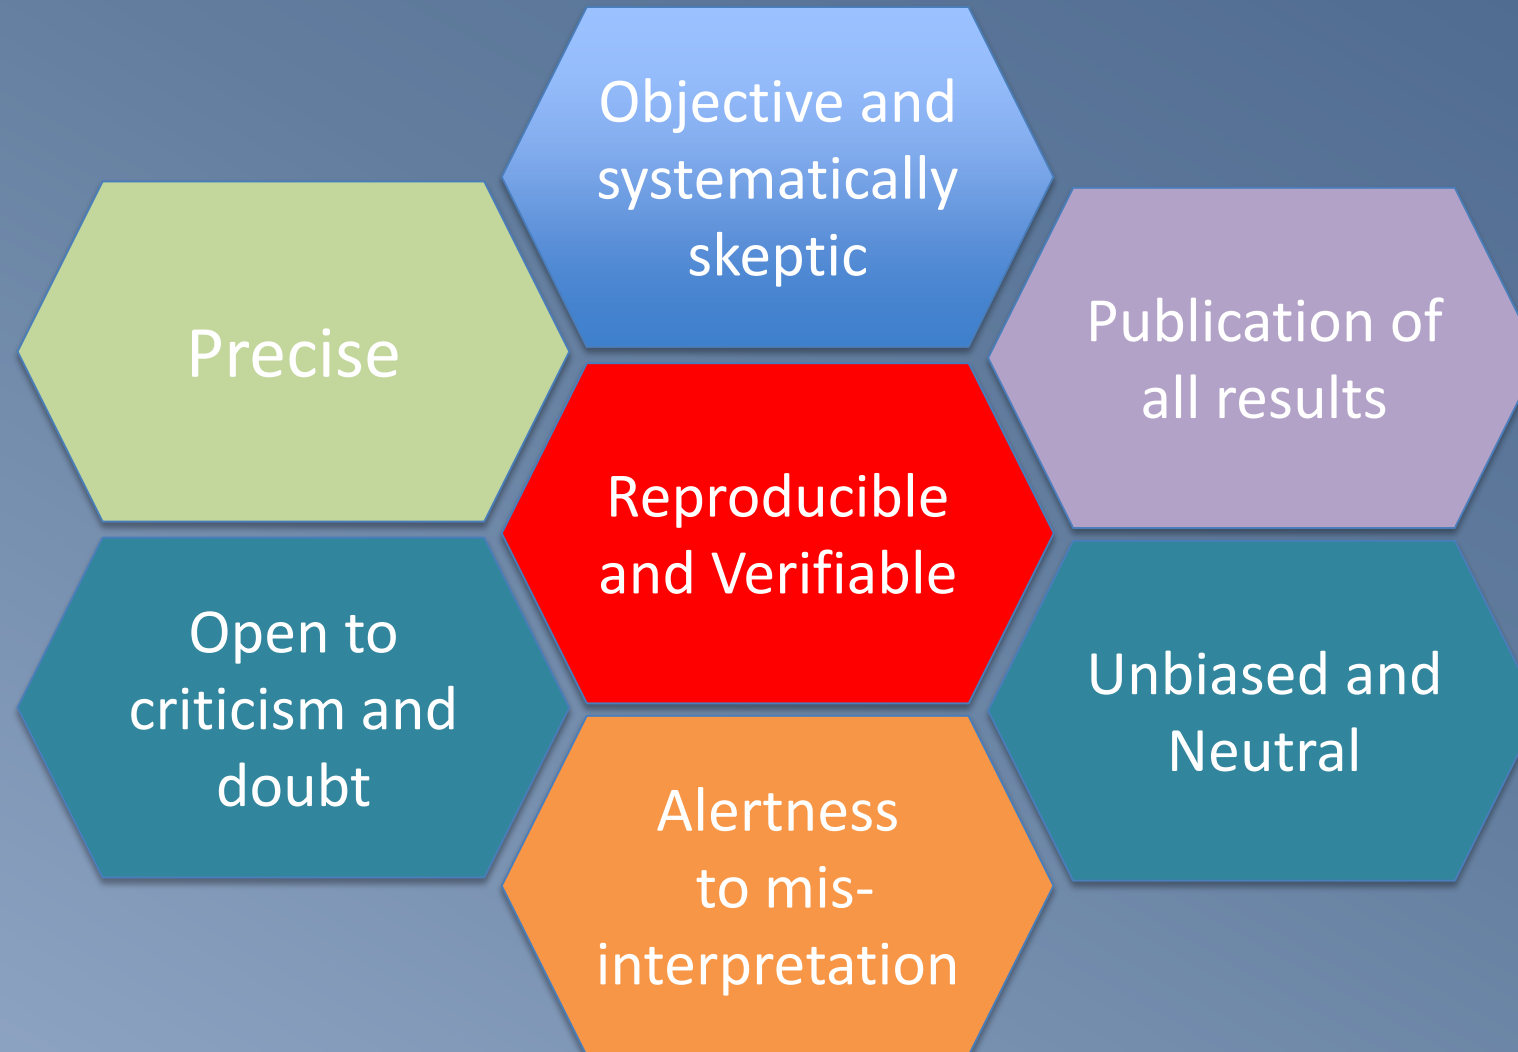 Objective and
systematically
skeptic
Precise
Publication of
all results
Reproducible
and Verifiable
Open to
criticism and
doubt
Unbiased and
Neutral
Alertness
to mis-
interpretation